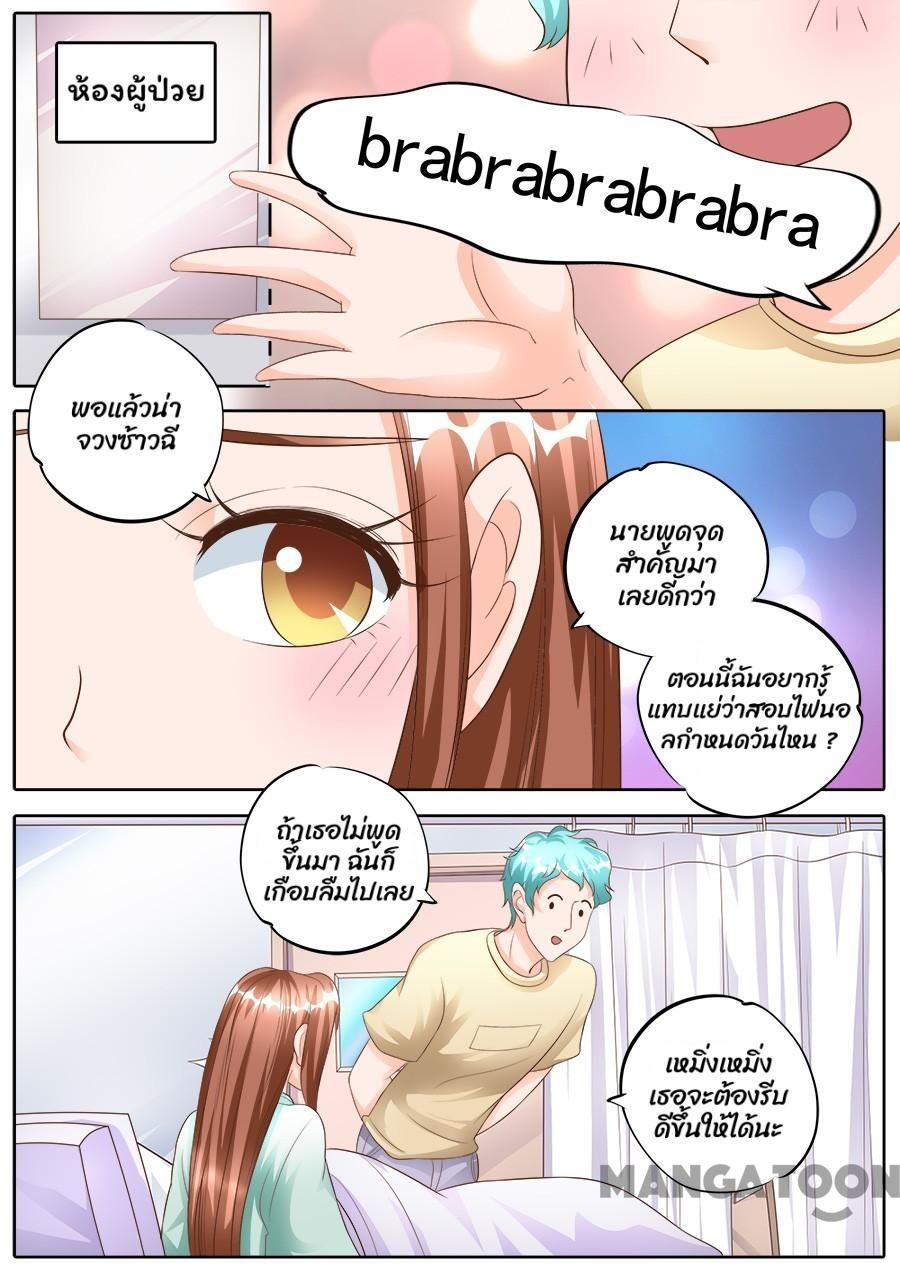 ห้องผู้ป่วย
brabrabrabrabra
พอแล้วน่า
จวงซ้าวฉี
นายพูดจุด
สำคัญมา
เลยดีกว่า
ตอนนี้ฉันอยากรู้
แทบแย่ว่าสอบไฟนอ
ลกำหนดวันไหน ?
ถ้าเธอไม่พูด
ขึ้นมา ฉันก็
เกือบลืมไปเลย
เหมิ่งเหมิ่ง
เธอจะต้องรีบ
ดีขึ้นให้ได้นะ
MANGATOON